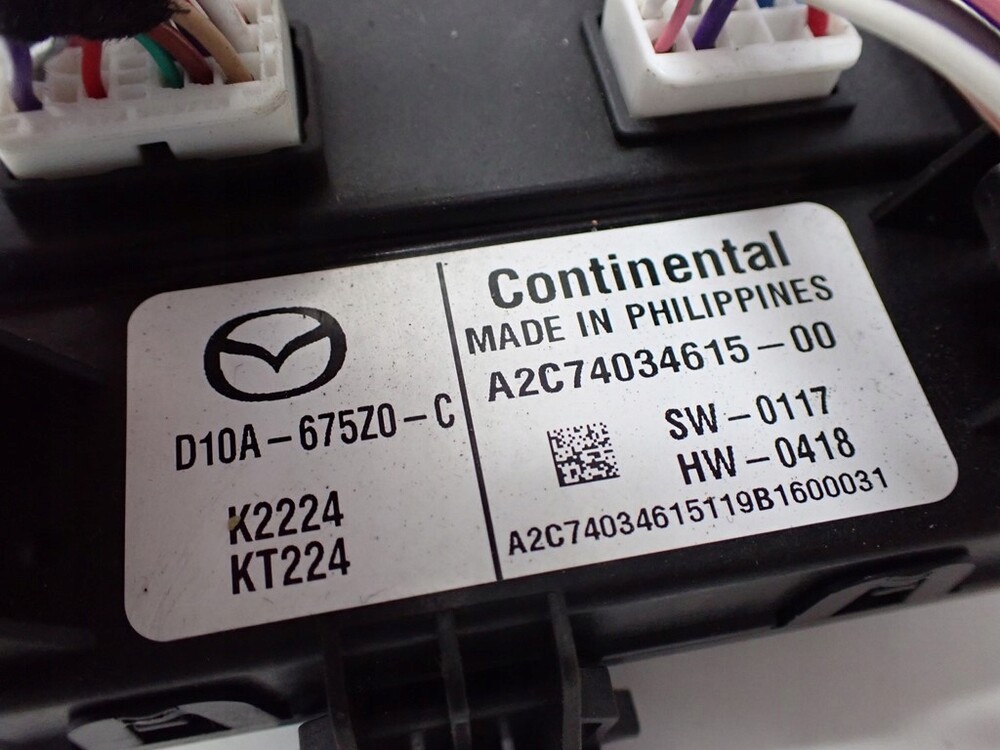 D10A-675Z0-C
K2224
KT224
Continental
MADE IN PHILIPPINES
A2C74034615-00
SW-0117
HW-0418
A2C74034615119B1600031